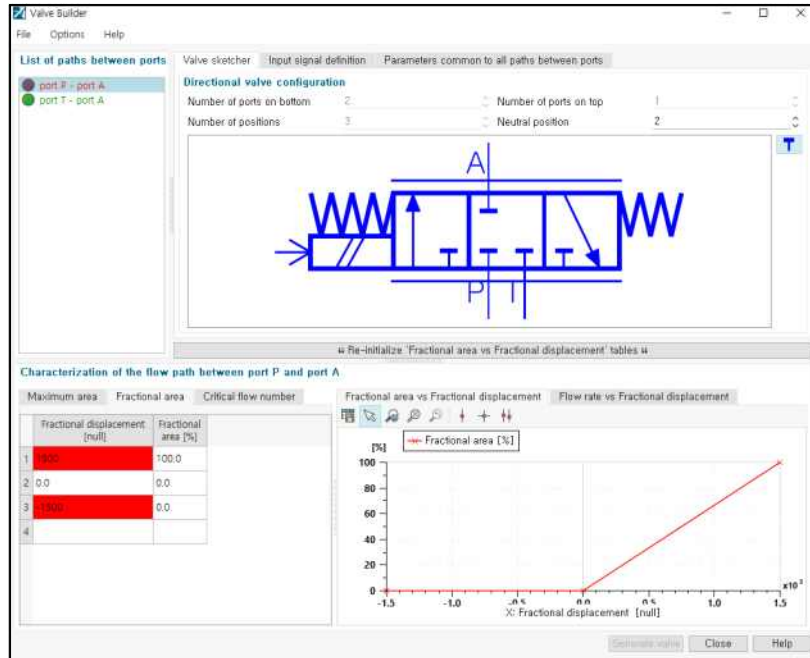 Valve Builder
File Options Help
List of paths between ports
port P - port A
port T - port A
Valve sketcher Input signal definition Parameters common to all paths between ports
Directional valve configuration
Number of ports on bottom 2 Number of ports on top 1
Number of positions 3 Neutral position 2
A
P T
Re-initialize 'Fractional area vs Fractional displacement' tables
Characterization of the flow path between port P and port A
Maximum area Fractional area Critical flow number
Fractional displacement [null] Fractional area [%]
1 1500 100.0
2 0.0 0.0
3 -1500 0.0
4
Fractional area vs Fractional displacement Flow rate vs Fractional displacement
Fractional area [%]
[%]
100
80
60
40
20
0
-1.5 -1.0 -0.5 0.0 0.5 1.0 1.5
x10³
X: Fractional displacement [null]
Generate valve Close Help